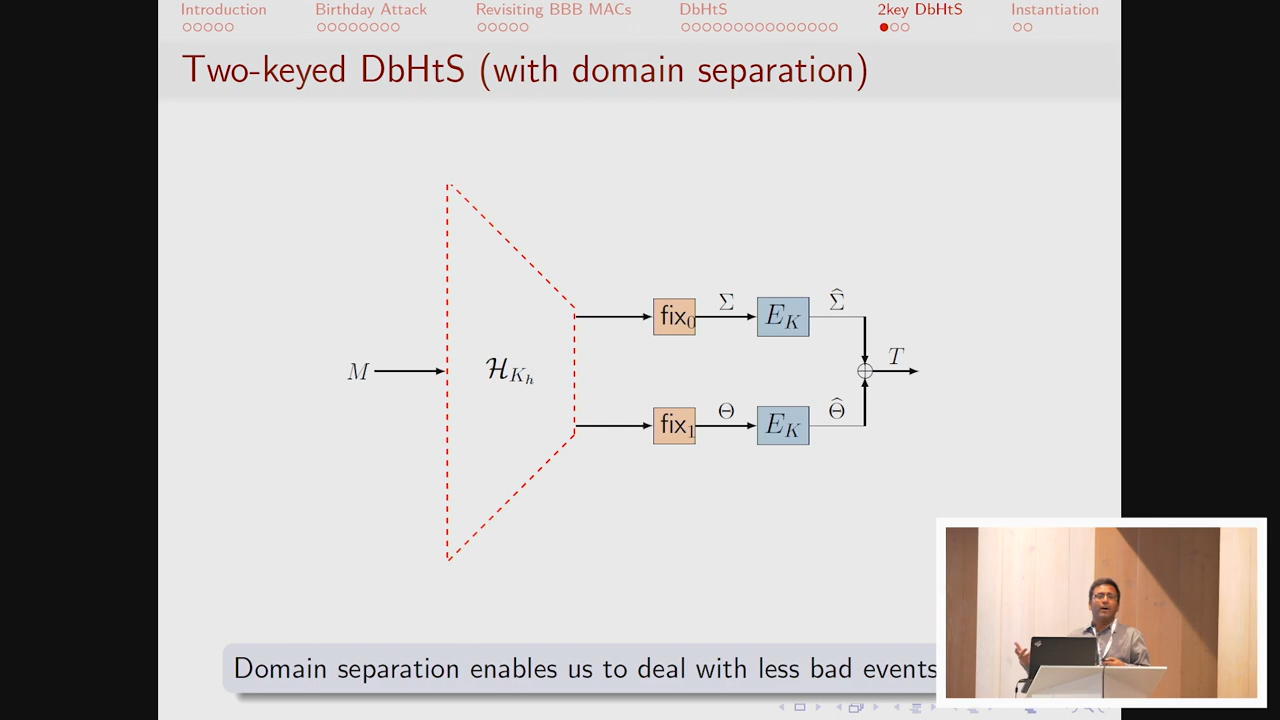 Introduction Birthday Attack Revisiting BBB MACs DbHtS 2key DbHtS Instantiation
Two-keyed DbHtS (with domain separation)
M
𝓗_{K_h}
fix₀ Σ E_K Σ̂
T
fix₁ Θ E_K Θ̂
Domain separation enables us to deal with less bad events